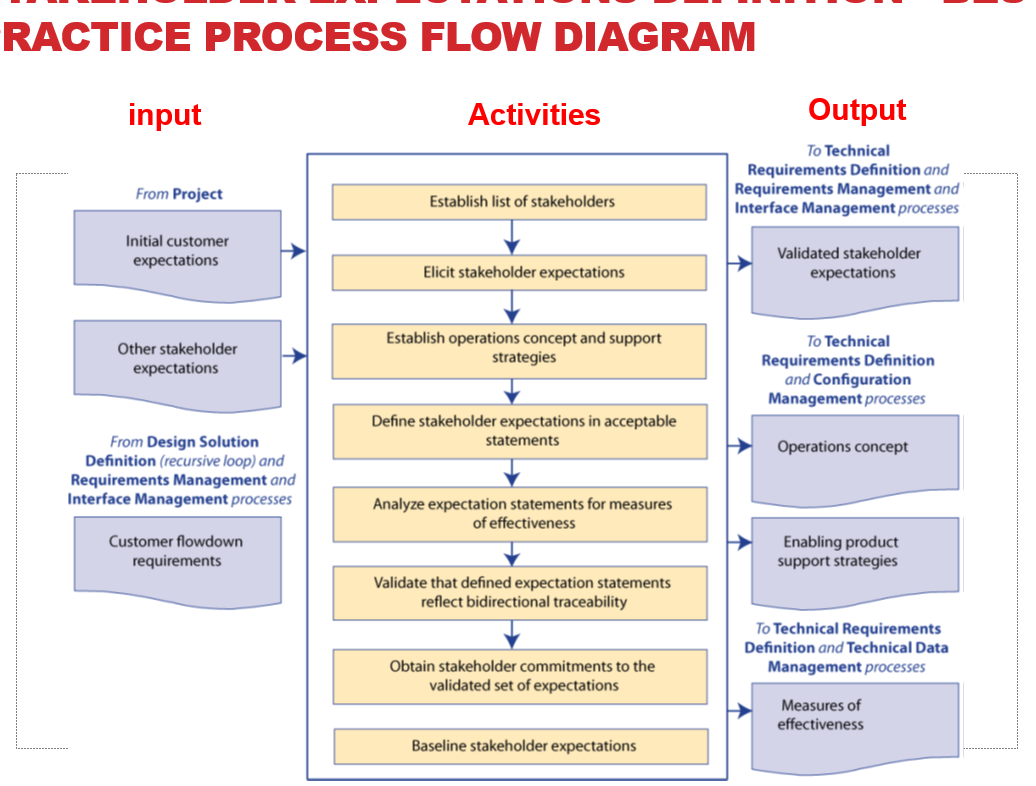 TAKEHOLDER EXPECTATIONS DEFINITION - BES
PRACTICE PROCESS FLOW DIAGRAM
input
Activities
Output
From Project
Initial customer
expectations
Other stakeholder
expectations
From Design Solution
Definition (recursive loop) and
Requirements Management and
Interface Management processes
Customer flowdown
requirements
Establish list of stakeholders
Elicit stakeholder expectations
Establish operations concept and support
strategies
Define stakeholder expectations in acceptable
statements
Analyze expectation statements for measures
of effectiveness
Validate that defined expectation statements
reflect bidirectional traceability
Obtain stakeholder commitments to the
validated set of expectations
Baseline stakeholder expectations
To Technical
Requirements Definition and
Requirements Management and
Interface Management processes
Validated stakeholder
expectations
To Technical
Requirements Definition
and Configuration
Management processes
Operations concept
Enabling product
support strategies
To Technical Requirements
Definition and Technical Data
Management processes
Measures of
effectiveness